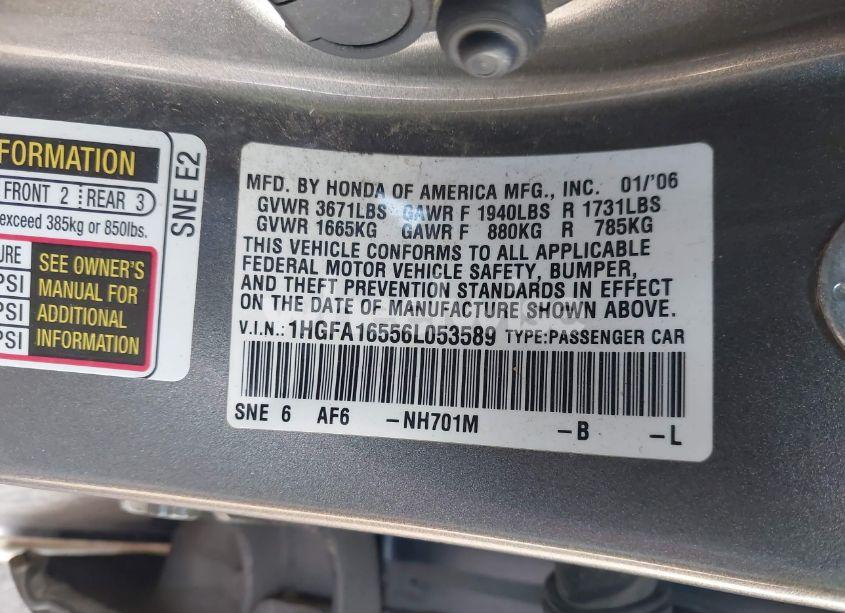 FORMATION
FRONT 2 REAR 3
exceed 385kg or 850lbs.
URE
PSI
PSI
PSI
SEE OWNER'S
MANUAL FOR
ADDITIONAL
INFORMATION
SNE E2
MFD. BY HONDA OF AMERICA MFG., INC. 01/'06
GVWR 3671LBS GAWR F 1940LBS R 1731LBS
GVWR 1665KG GAWR F 880KG R 785KG
THIS VEHICLE CONFORMS TO ALL APPLICABLE
FEDERAL MOTOR VEHICLE SAFETY, BUMPER,
AND THEFT PREVENTION STANDARDS IN EFFECT
ON THE DATE OF MANUFACTURE SHOWN ABOVE.
V.I.N.: 1HGFA16556L053589 TYPE:PASSENGER CAR
SNE 6 AF6 -NH701M -B -L